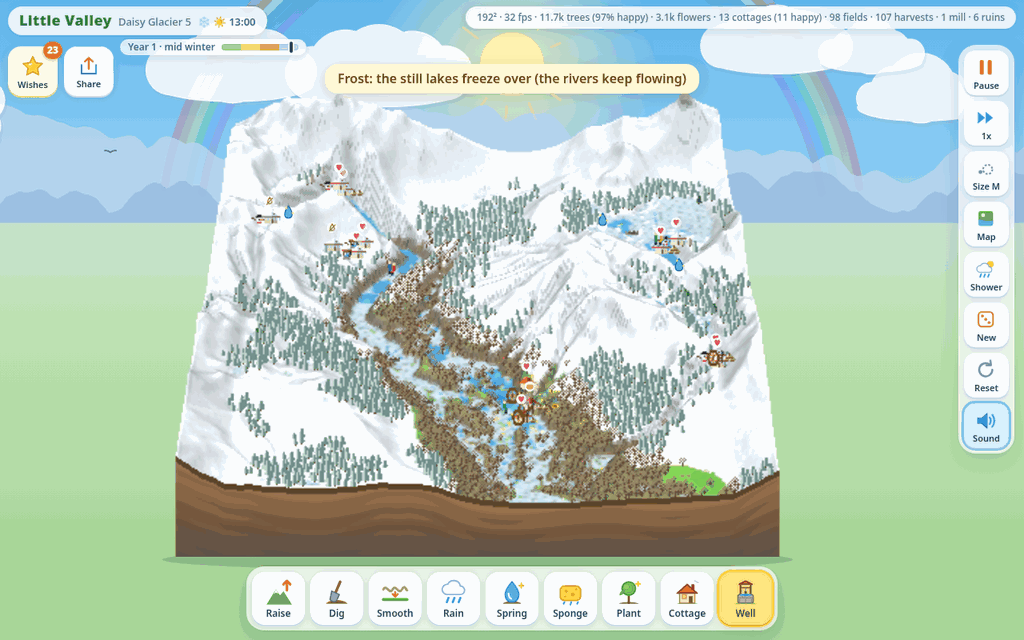 Little Valley Daisy Glacier 5 13:00
192² · 32 fps · 11.7k trees (97% happy) · 3.1k flowers · 13 cottages (11 happy) · 98 fields · 107 harvests · 1 mill · 6 ruins
Year 1 · mid winter
23
Wishes
Share
Frost: the still lakes freeze over (the rivers keep flowing)
Pause
1x
Size M
Map
Shower
New
Reset
Sound
Raise
Dig
Smooth
Rain
Spring
Sponge
Plant
Cottage
Well